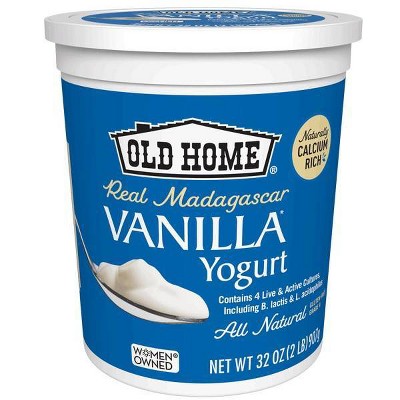 OLD HOME®
Naturally
CALCIUM
RICH
Real Madagascar
VANILLA
Yogurt
Contains 4 Live & Active Cultures,
Including B. lactis & L. acidophilus
All Natural
WOMEN®
OWNED
NET WT 32 OZ (2 LB) 907g